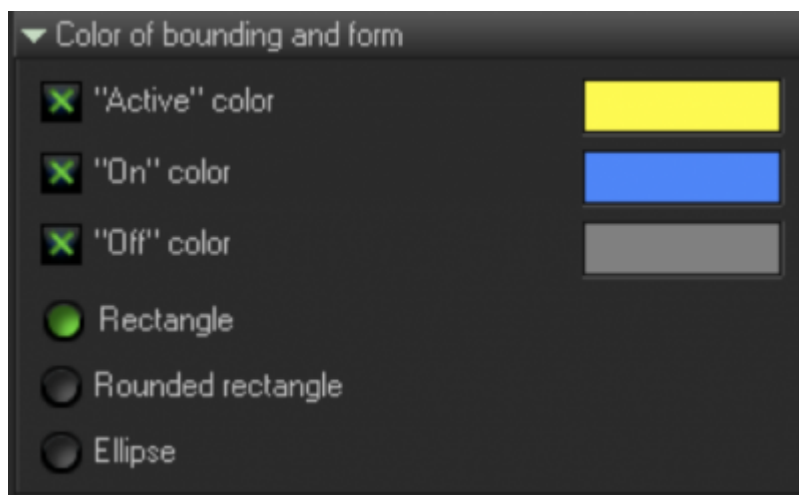 Color of bounding and form
"Active" color
"On" color
"Off" color
Rectangle
Rounded rectangle
Ellipse